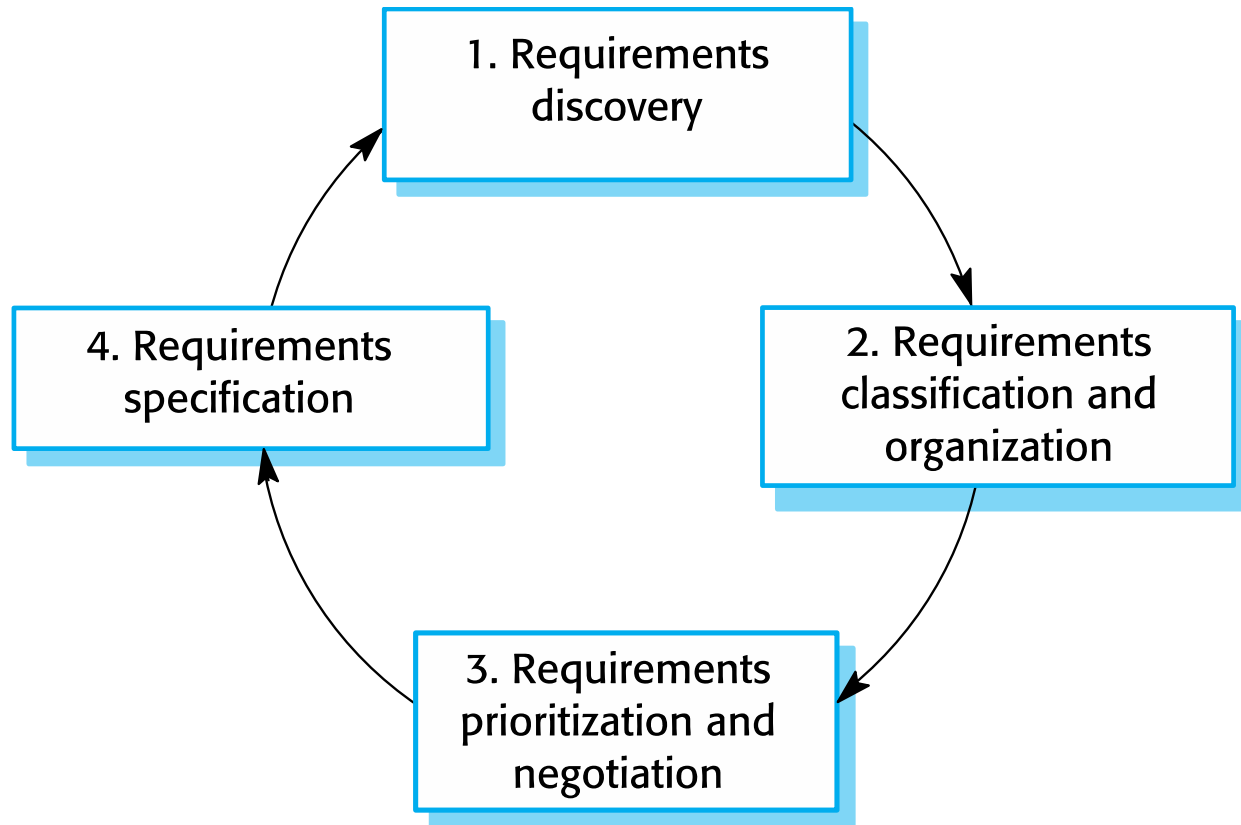 1. Requirements
discovery
2. Requirements
classification and
organization
3. Requirements
prioritization and
negotiation
4. Requirements
specification